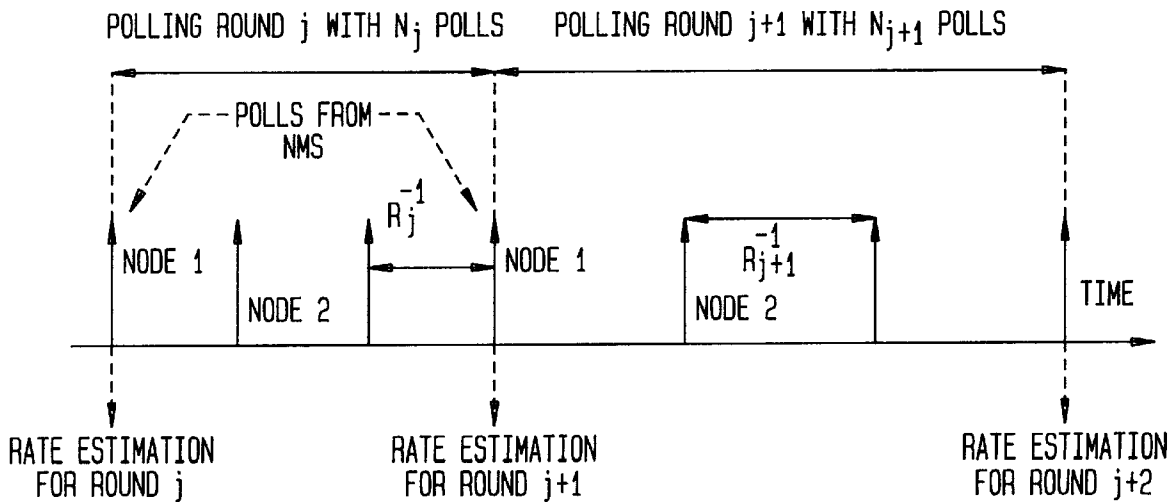 POLLING ROUND j WITH Nj POLLS
POLLING ROUND j+1 WITH Nj+1 POLLS
POLLS FROM
NMS
Rj-1
NODE 1
NODE 2
NODE 1
Rj+1-1
NODE 2
TIME
RATE ESTIMATION
FOR ROUND j
RATE ESTIMATION
FOR ROUND j+1
RATE ESTIMATION
FOR ROUND j+2